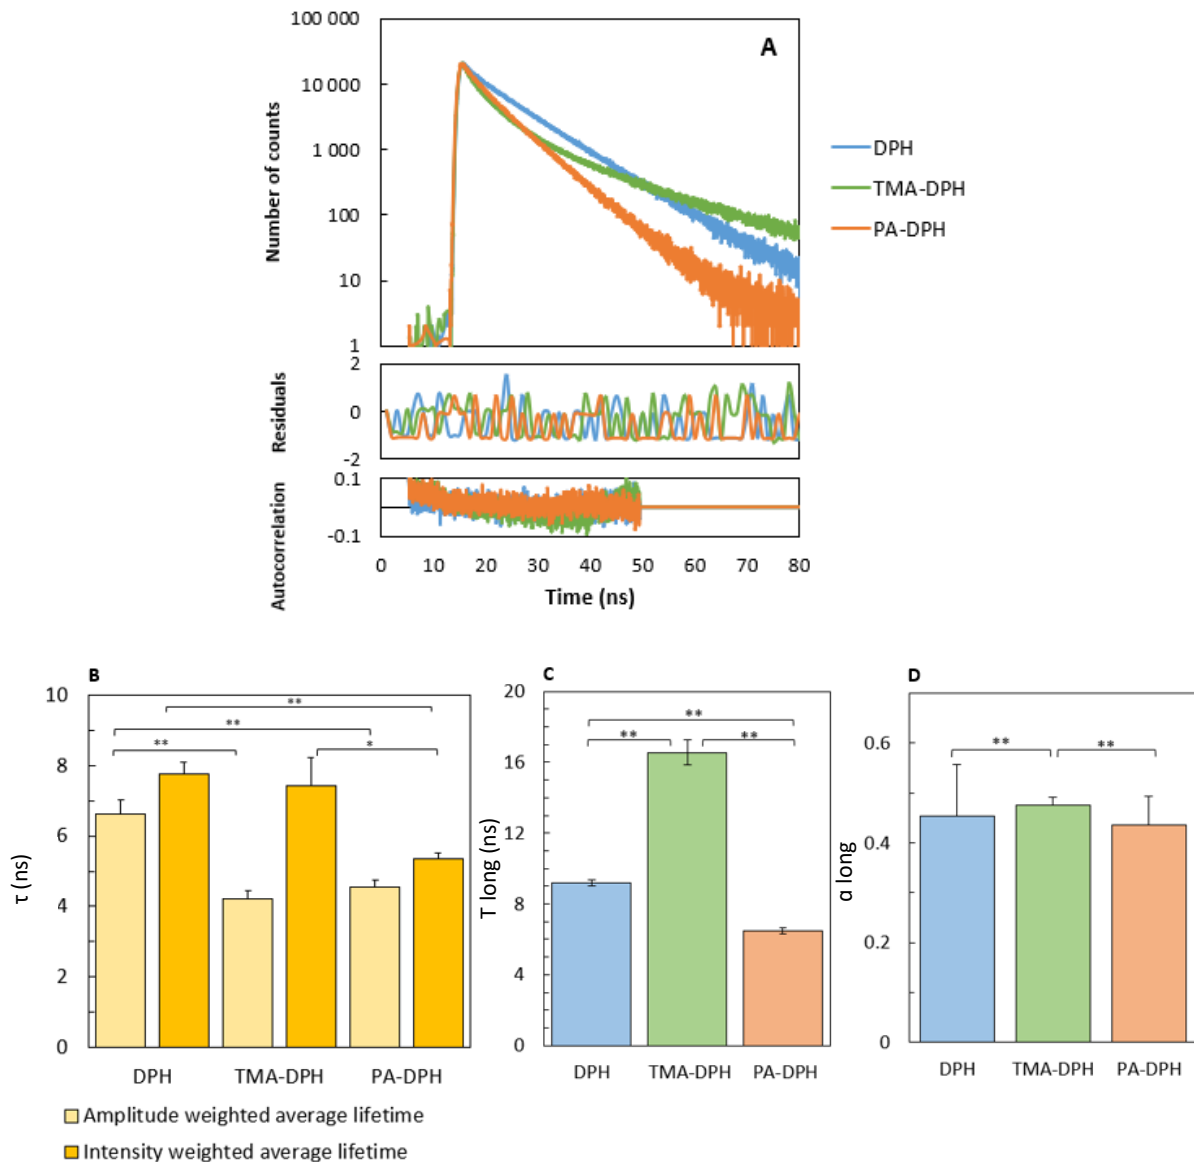 A
100 000
10 000
1 000
100
10
1
Number of counts
DPH
TMA-DPH
PA-DPH
2
0
-2
Residuals
0.1
-0.1
Autocorrelation
0 10 20 30 40 50 60 70 80
Time (ns)
B
10
8
6
4
2
0
τ (ns)
**
**
**
*
DPH TMA-DPH PA-DPH
Amplitude weighted average lifetime
Intensity weighted average lifetime
C
20
16
12
8
4
0
T long (ns)
**
** **
DPH TMA-DPH PA-DPH
D
0.6
0.4
0.2
0
α long
** **
DPH TMA-DPH PA-DPH